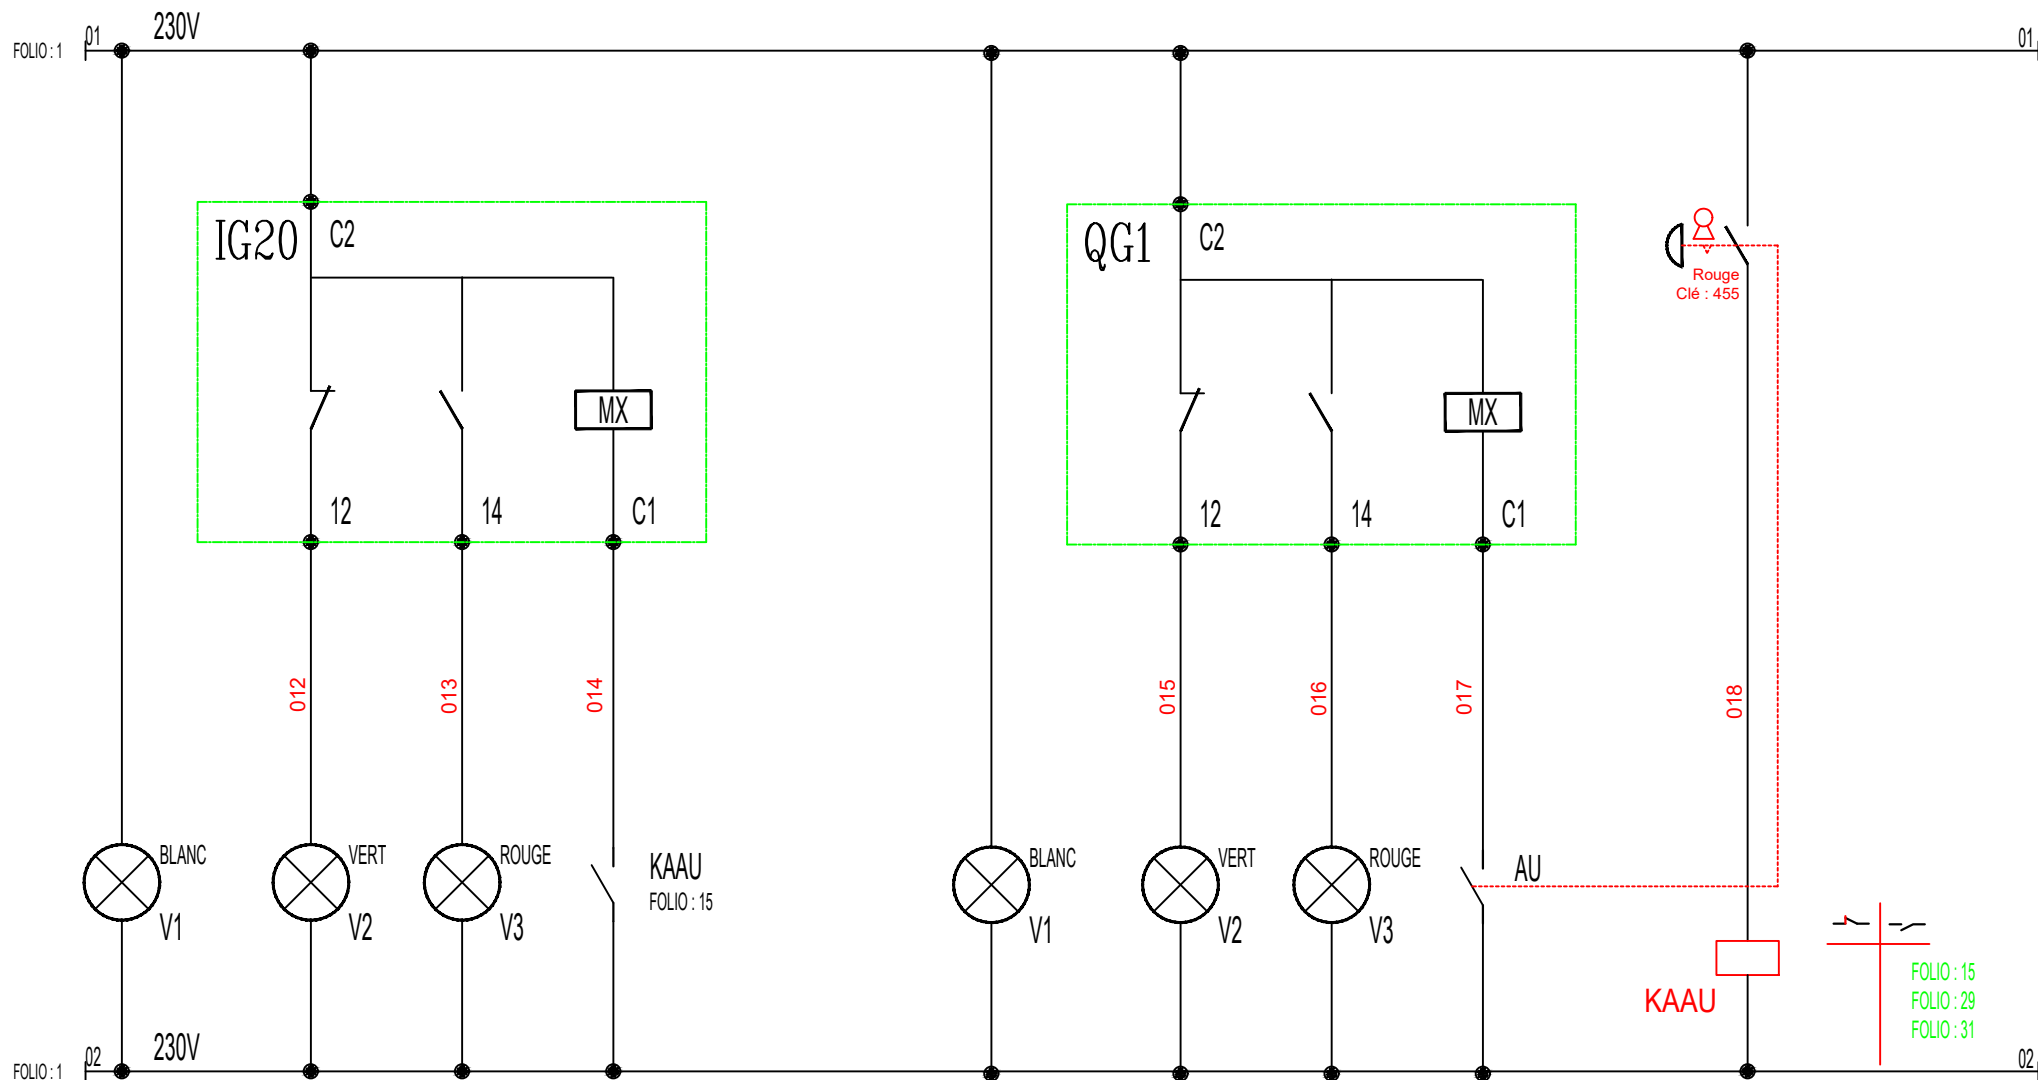 FOLIO : 1
01
230V
01
IG20
C2
MX
12
14
C1
QG1
C2
MX
12
14
C1
Rouge
Clé : 455
012
013
014
015
016
017
018
BLANC
V1
VERT
V2
ROUGE
V3
KAAU
FOLIO : 15
BLANC
V1
VERT
V2
ROUGE
V3
AU
KAAU
FOLIO : 15
FOLIO : 29
FOLIO : 31
FOLIO : 1
02
230V
02